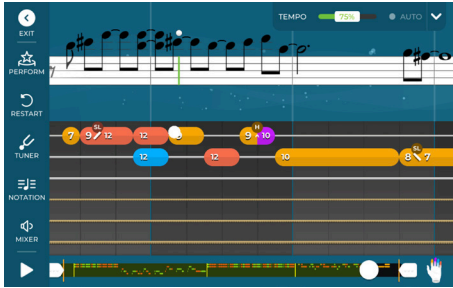 EXIT
TEMPO 75% AUTO
PERFORM
RESTART
TUNER
NOTATION
MIXER
7
7 9 SL 12 12 9 H 10
12 12 10 8 SL 7